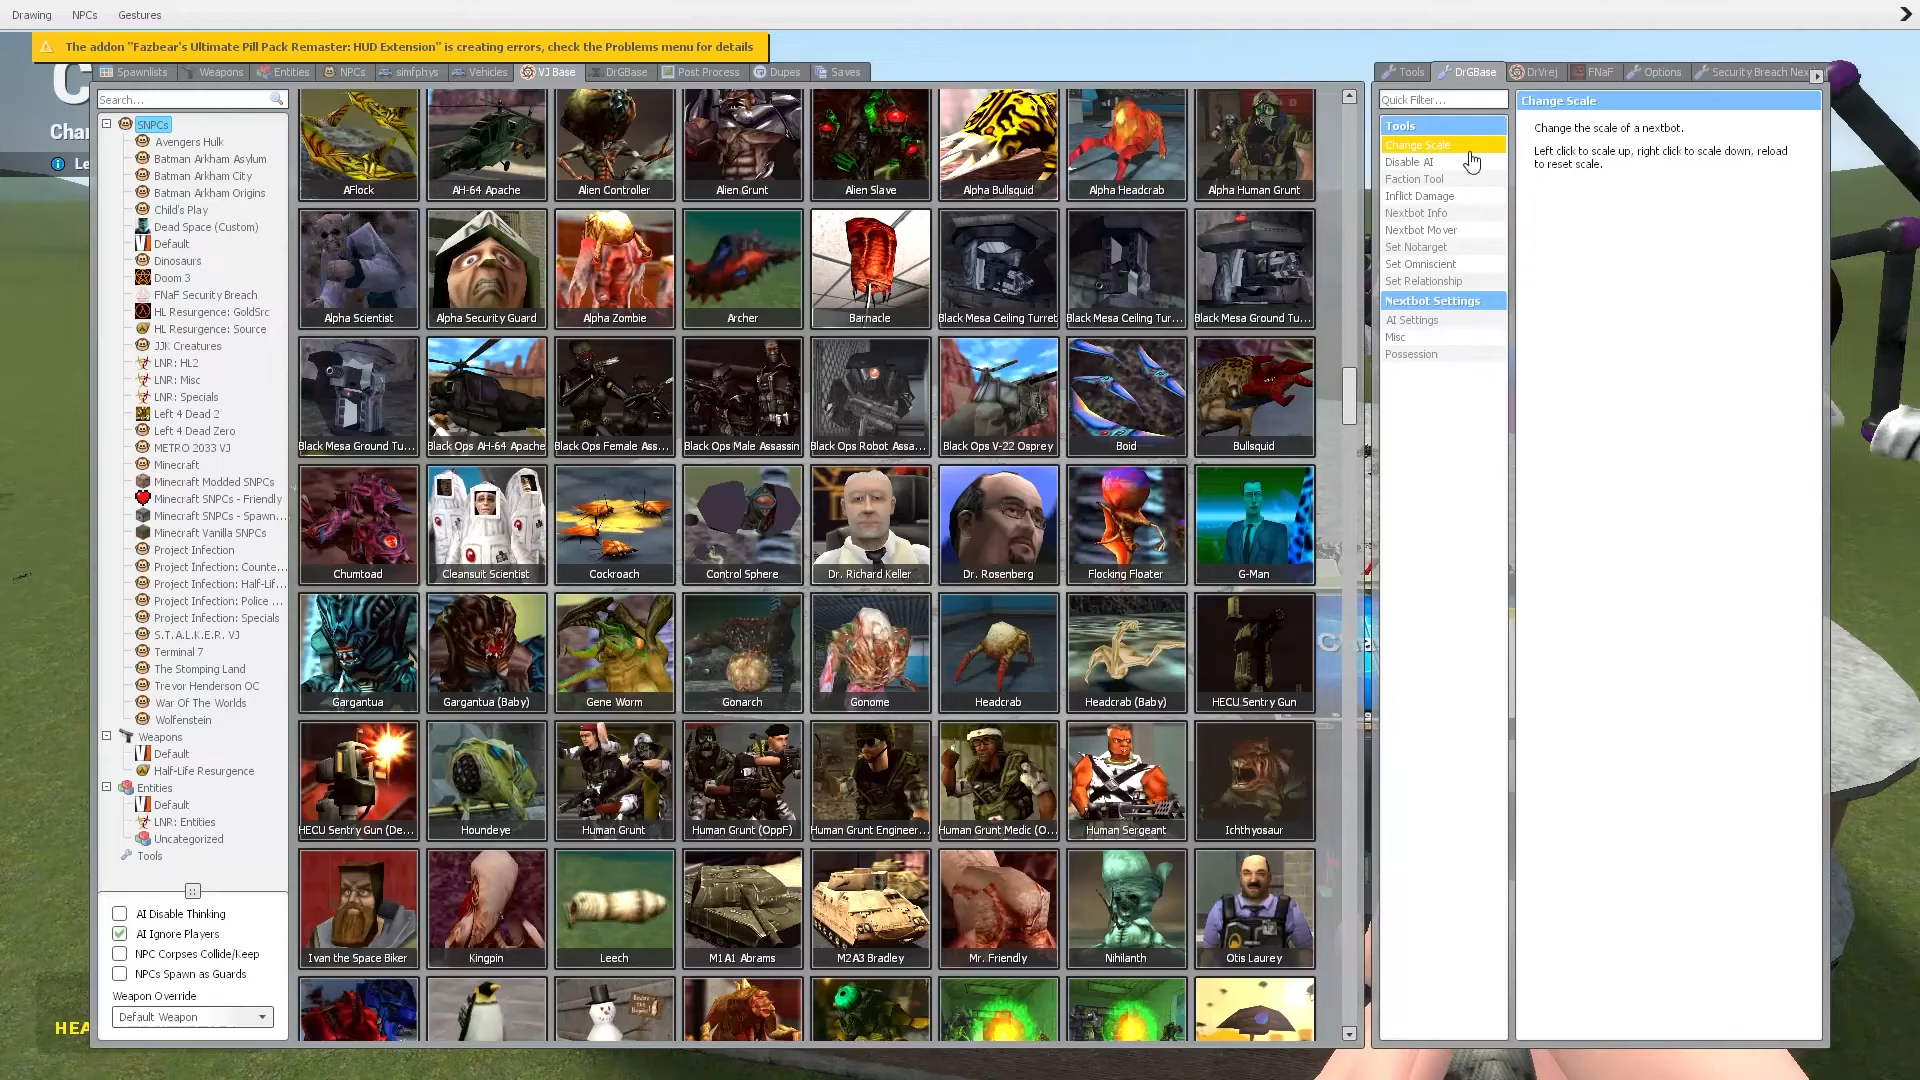 Drawing NPCs Gestures
The addon "Fazbear's Ultimate Pill Pack Remaster: HUD Extension" is creating errors, check the Problems menu for details
Spawnlists Weapons Entities NPCs simfphys Vehicles VJ Base DrGBase Post Process Dupes Saves
Tools DrGBase DrVrej FNaF Options Security Breach Nex
C
Cha
Le
HEA
Search...
SNPCs
Avengers Hulk
Batman Arkham Asylum
Batman Arkham City
Batman Arkham Origins
Child's Play
Dead Space (Custom)
Default
Dinosaurs
Doom 3
FNaF Security Breach
HL Resurgence: GoldSrc
HL Resurgence: Source
JJK Creatures
LNR: HL2
LNR: Misc
LNR: Specials
Left 4 Dead 2
Left 4 Dead Zero
METRO 2033 VJ
Minecraft
Minecraft Modded SNPCs
Minecraft SNPCs - Friendly
Minecraft SNPCs - Spawn...
Minecraft Vanilla SNPCs
Project Infection
Project Infection: Counte...
Project Infection: Half-Lif...
Project Infection: Police ...
Project Infection: Specials
S.T.A.L.K.E.R. VJ
Terminal 7
The Stomping Land
Trevor Henderson OC
War Of The Worlds
Wolfenstein
Weapons
Default
Half-Life Resurgence
Entities
Default
LNR: Entities
Uncategorized
Tools
AI Disable Thinking
AI Ignore Players
NPC Corpses Collide/Keep
NPCs Spawn as Guards
Weapon Override
Default Weapon
AFlock AH-64 Apache Alien Controller Alien Grunt Alien Slave Alpha Bullsquid Alpha Headcrab Alpha Human Grunt
Alpha Scientist Alpha Security Guard Alpha Zombie Archer Barnacle Black Mesa Ceiling Turret Black Mesa Ceiling Tur... Black Mesa Ground Tu...
Black Mesa Ground Tu... Black Ops AH-64 Apache Black Ops Female Ass... Black Ops Male Assassin Black Ops Robot Assa... Black Ops V-22 Osprey Boid Bullsquid
Chumtoad Cleansuit Scientist Cockroach Control Sphere Dr. Richard Keller Dr. Rosenberg Flocking Floater G-Man
Gargantua Gargantua (Baby) Gene Worm Gonarch Gonome Headcrab Headcrab (Baby) HECU Sentry Gun
HECU Sentry Gun (De... Houndeye Human Grunt Human Grunt (OppF) Human Grunt Engineer... Human Grunt Medic (O... Human Sergeant Ichthyosaur
Ivan the Space Biker Kingpin Leech M1A1 Abrams M2A3 Bradley Mr. Friendly Nihilanth Otis Laurey
Quick Filter...
Tools
Change Scale
Disable AI
Faction Tool
Inflict Damage
Nextbot Info
Nextbot Mover
Set Notarget
Set Omniscient
Set Relationship
Nextbot Settings
AI Settings
Misc
Possession
Change Scale
Change the scale of a nextbot.
Left click to scale up, right click to scale down, reload
to reset scale.